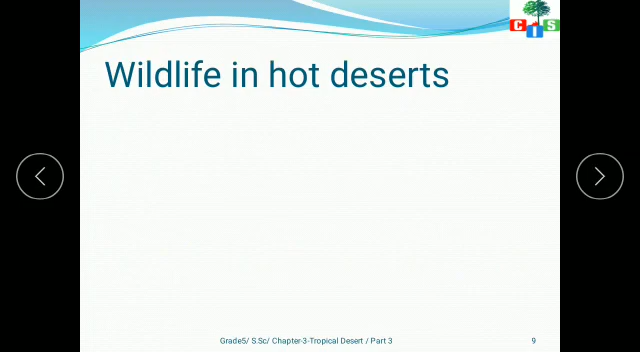 C I S
Wildlife in hot deserts
Grade5/ S.Sc/ Chapter-3-Tropical Desert / Part 3
9